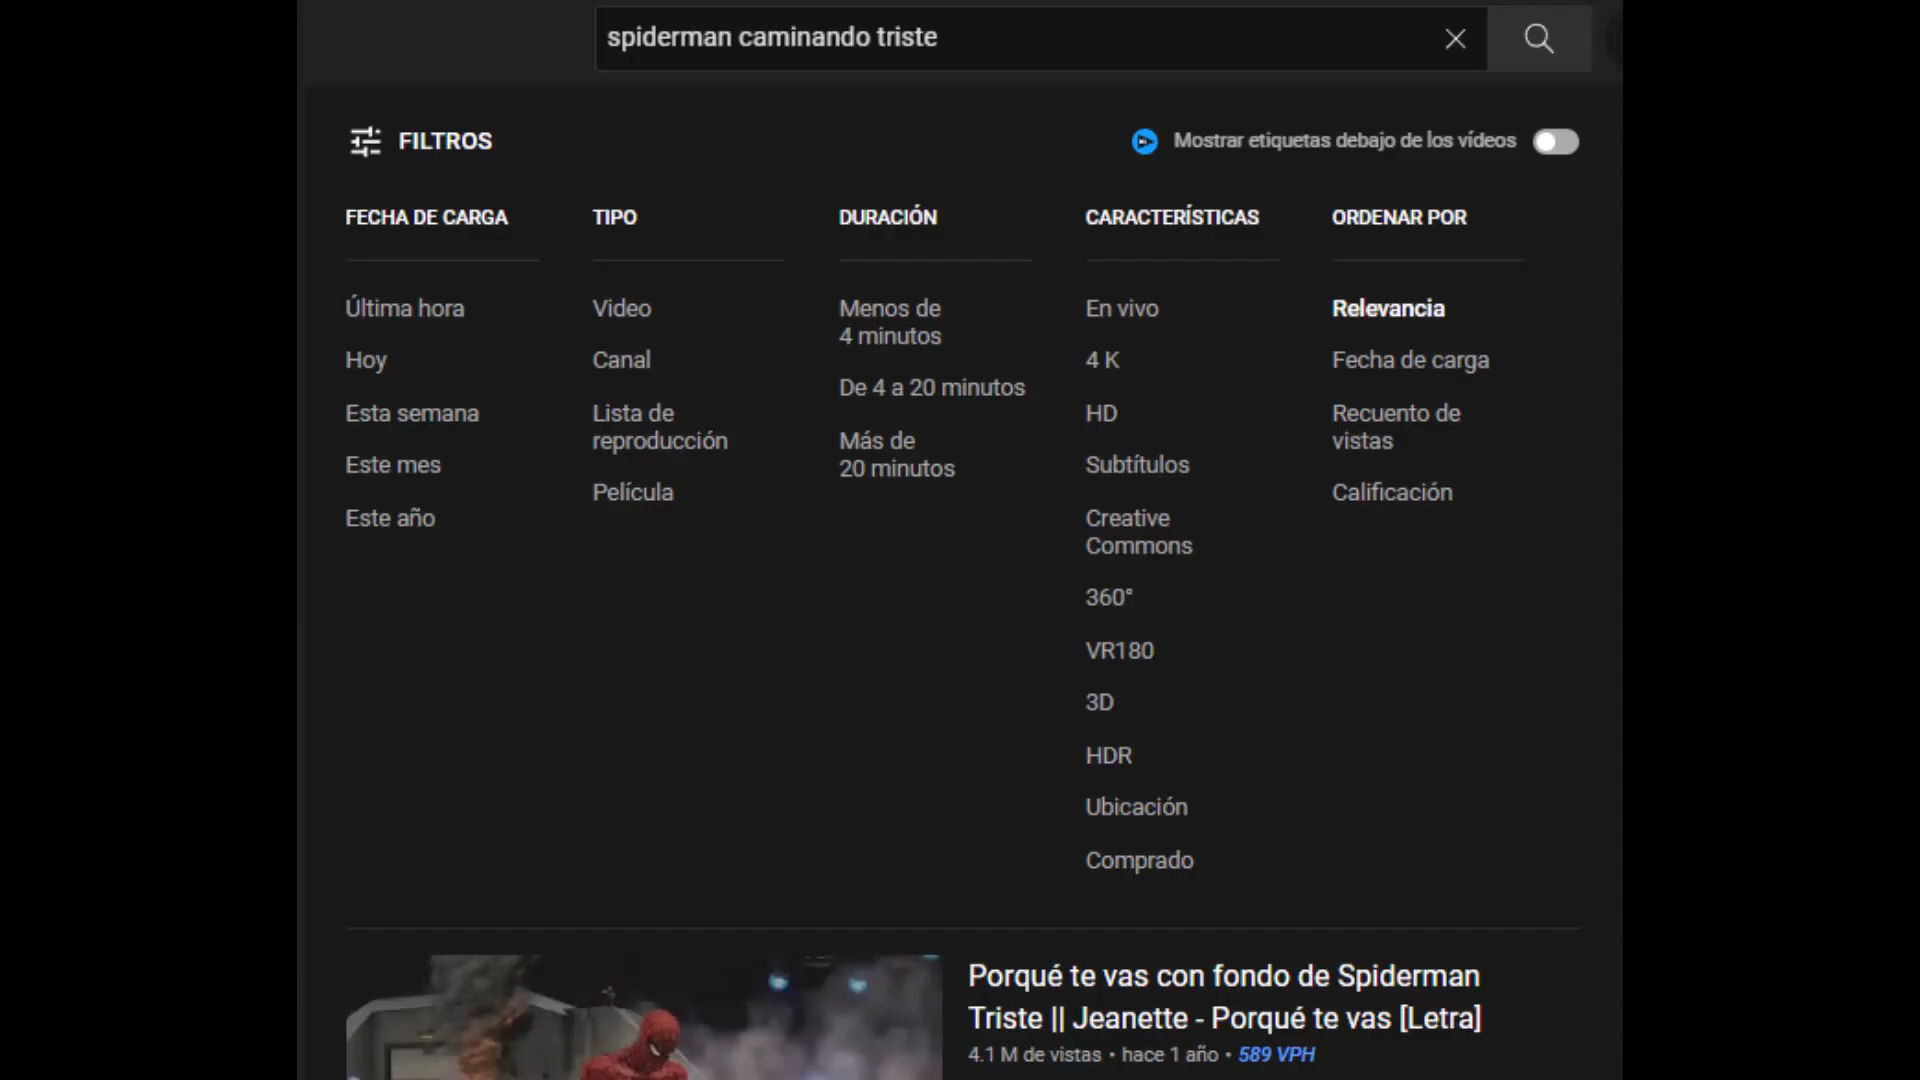 spiderman caminando triste
FILTROS
Mostrar etiquetas debajo de los vídeos
FECHA DE CARGA
Última hora
Hoy
Esta semana
Este mes
Este año
TIPO
Video
Canal
Lista de
reproducción
Película
DURACIÓN
Menos de
4 minutos
De 4 a 20 minutos
Más de
20 minutos
CARACTERÍSTICAS
En vivo
4 K
HD
Subtítulos
Creative
Commons
360°
VR180
3D
HDR
Ubicación
Comprado
ORDENAR POR
Relevancia
Fecha de carga
Recuento de
vistas
Calificación
Porqué te vas con fondo de Spiderman
Triste || Jeanette - Porqué te vas [Letra]
4.1 M de vistas • hace 1 año • 589 VPH